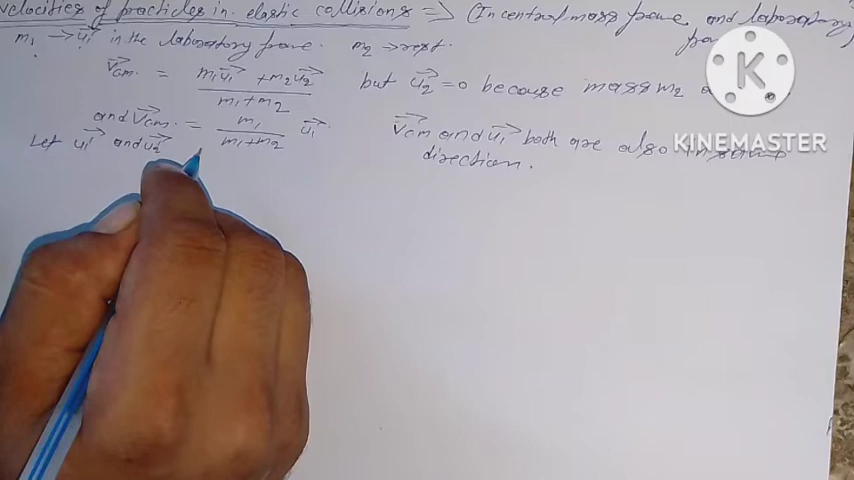 velocities of particles in elastic collisions => In central mass frame and laboratory
m1 → u1 in the laboratory frame. m2 → rest.
Vcm. = m1u1 + m2u2 / m1+m2 but u2 = 0 because mass m2
and Vcm. = m1 / m1+m2 u1. Vcm and u1 both are also
Let u1' and u2' direction.
K
KINEMASTER